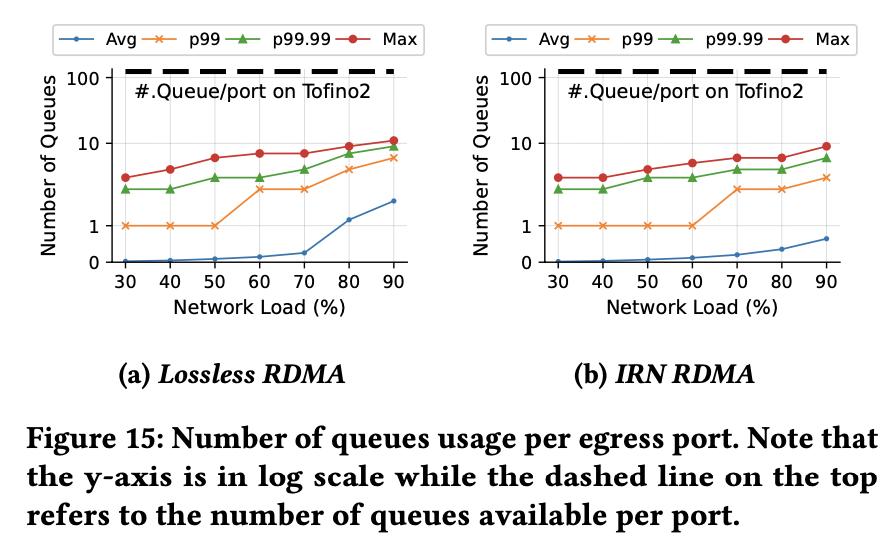 Avg p99 p99.99 Max
100
10
1
0
Number of Queues
#.Queue/port on Tofino2
30 40 50 60 70 80 90
Network Load (%)
(a) Lossless RDMA
Avg p99 p99.99 Max
100
10
1
0
Number of Queues
#.Queue/port on Tofino2
30 40 50 60 70 80 90
Network Load (%)
(b) IRN RDMA
Figure 15: Number of queues usage per egress port. Note that
the y-axis is in log scale while the dashed line on the top
refers to the number of queues available per port.